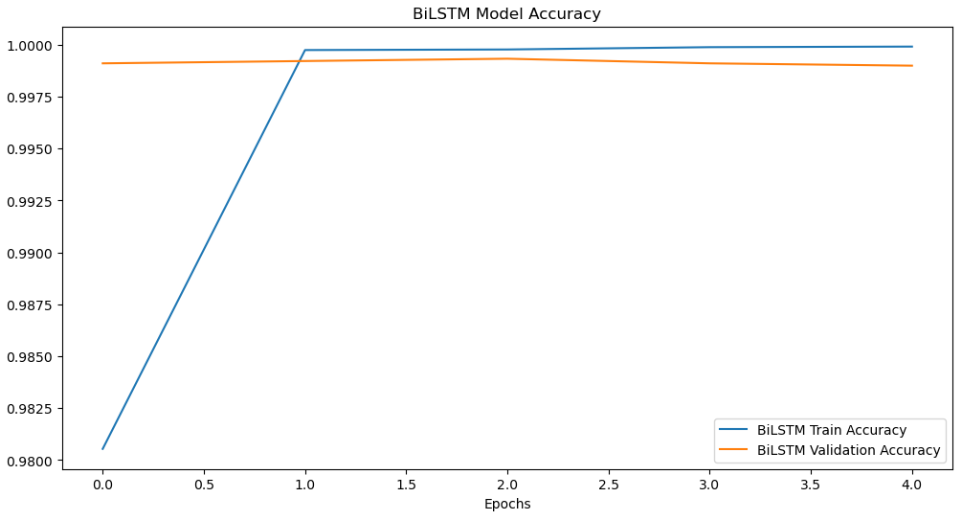 BiLSTM Model Accuracy
1.0000
0.9975
0.9950
0.9925
0.9900
0.9875
0.9850
0.9825
0.9800
BiLSTM Train Accuracy
BiLSTM Validation Accuracy
0.0 0.5 1.0 1.5 2.0 2.5 3.0 3.5 4.0
Epochs